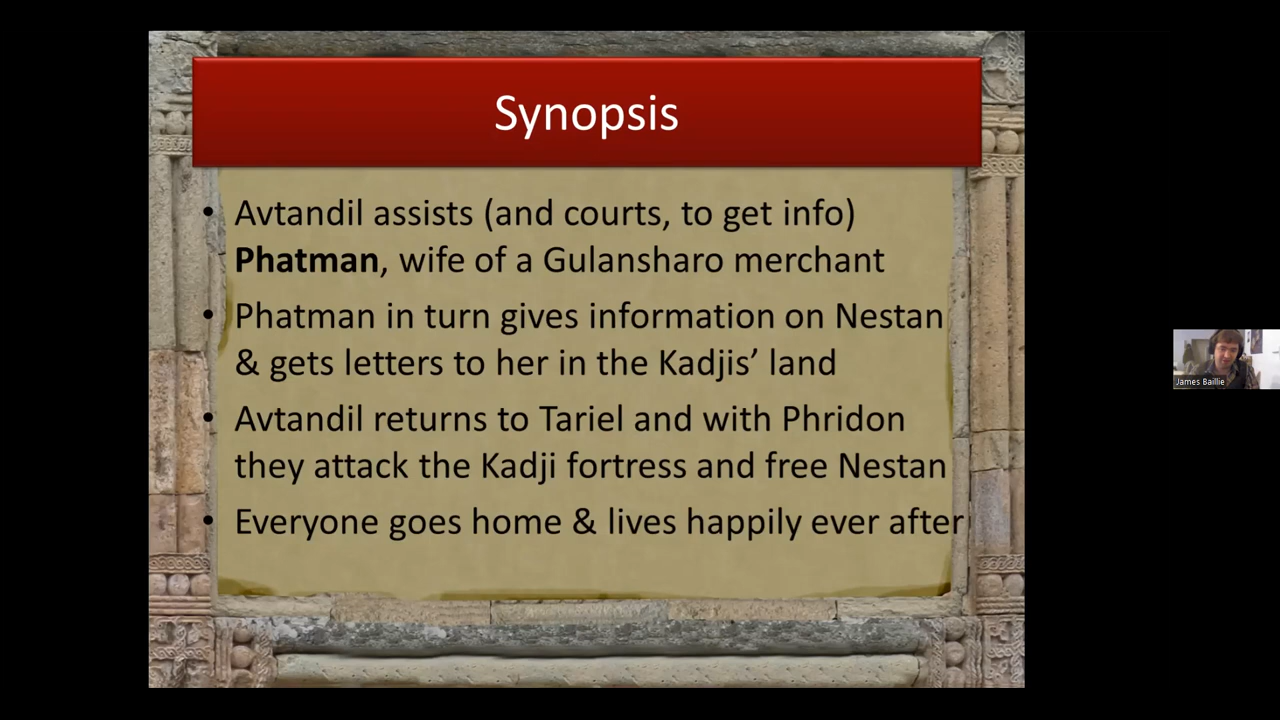 Synopsis
• Avtandil assists (and courts, to get info)
Phatman, wife of a Gulansharo merchant
• Phatman in turn gives information on Nestan
& gets letters to her in the Kadjis’ land
• Avtandil returns to Tariel and with Phridon
they attack the Kadji fortress and free Nestan
• Everyone goes home & lives happily ever after
James Baillie